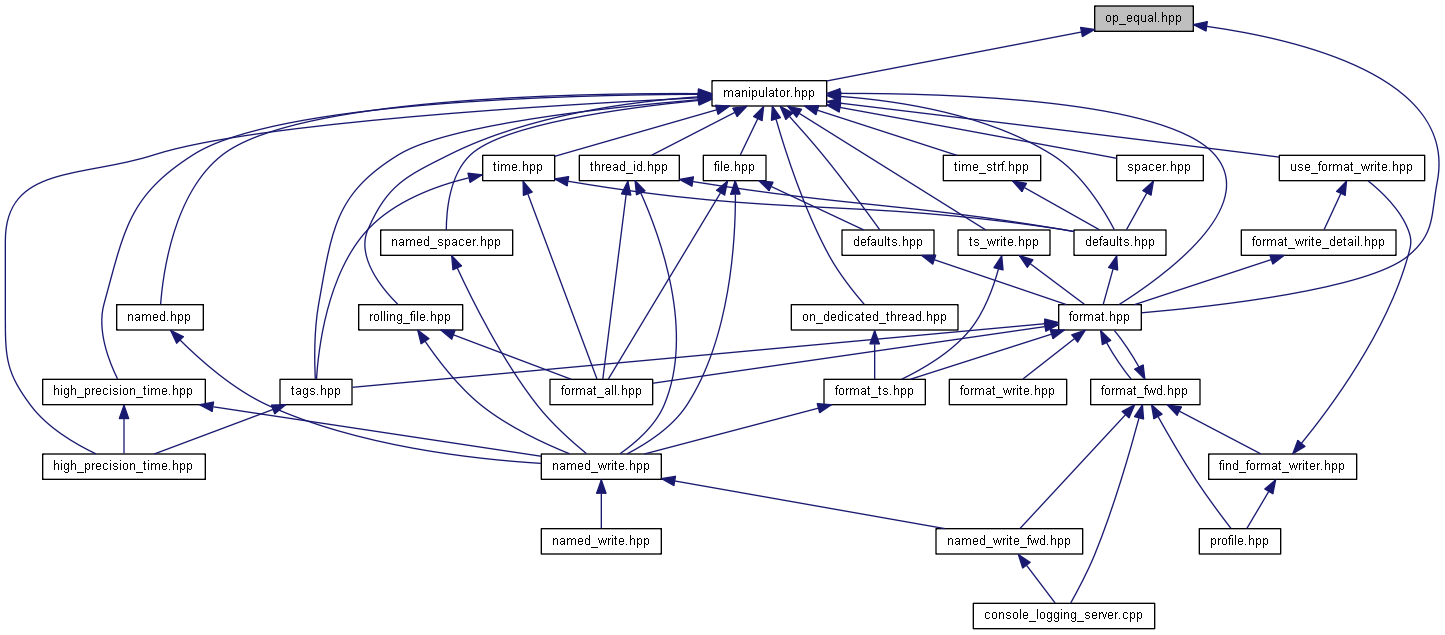 op_equal.hpp
manipulator.hpp
time.hpp
thread_id.hpp
file.hpp
time_strf.hpp
spacer.hpp
use_format_write.hpp
named_spacer.hpp
defaults.hpp
ts_write.hpp
defaults.hpp
format_write_detail.hpp
named.hpp
rolling_file.hpp
on_dedicated_thread.hpp
format.hpp
high_precision_time.hpp
tags.hpp
format_all.hpp
format_ts.hpp
format_write.hpp
format_fwd.hpp
high_precision_time.hpp
named_write.hpp
find_format_writer.hpp
named_write.hpp
named_write_fwd.hpp
profile.hpp
console_logging_server.cpp